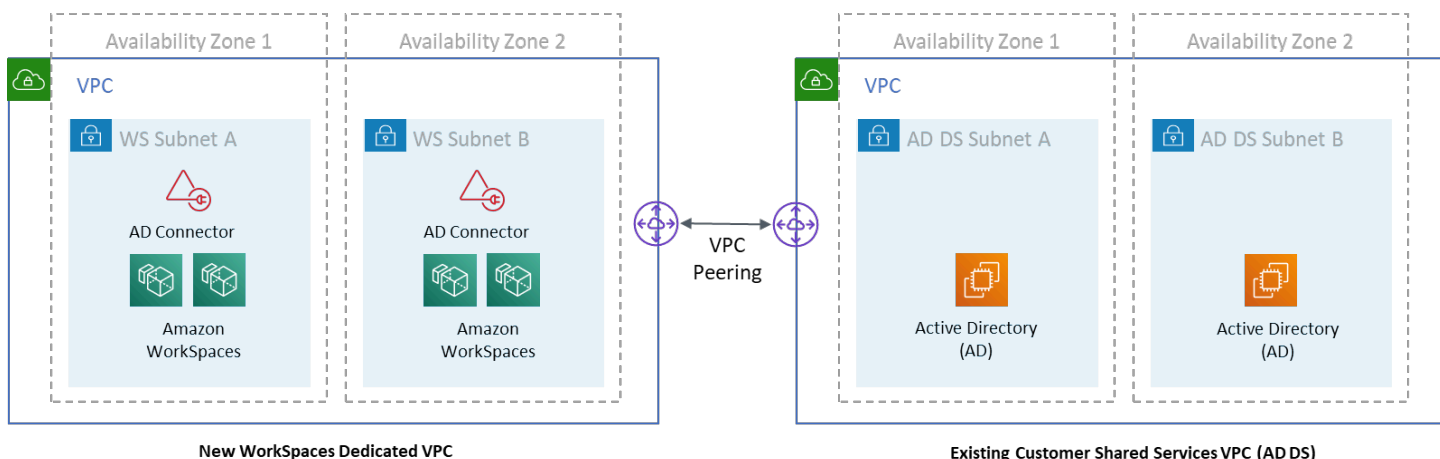 Availability Zone 1
Availability Zone 2
VPC
WS Subnet A
WS Subnet B
AD Connector
AD Connector
Amazon
WorkSpaces
Amazon
WorkSpaces
New WorkSpaces Dedicated VPC
VPC
Peering
Availability Zone 1
Availability Zone 2
VPC
AD DS Subnet A
AD DS Subnet B
Active Directory
(AD)
Active Directory
(AD)
Existing Customer Shared Services VPC (AD DS)